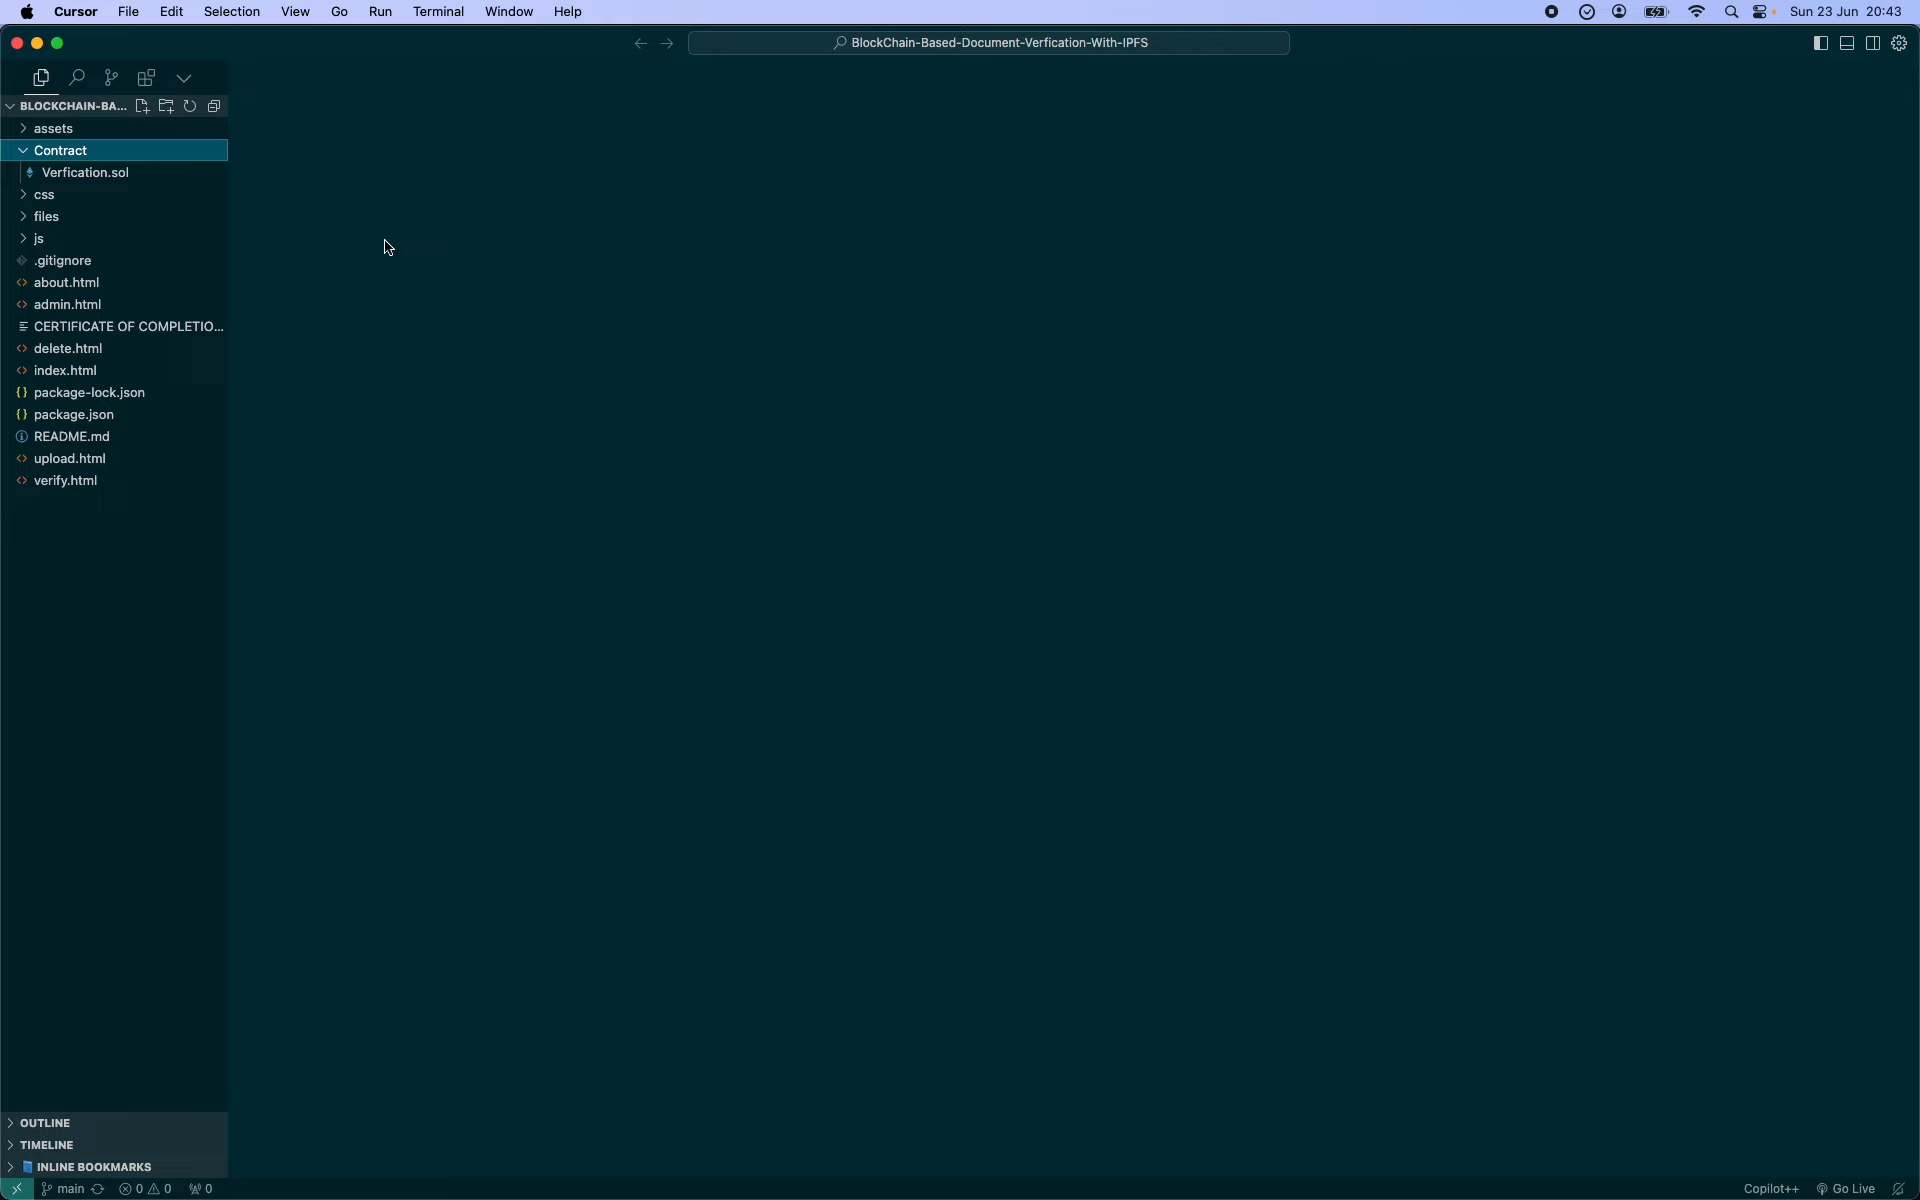 Cursor File Edit Selection View Go Run Terminal Window Help Sun 23 Jun 20:43
BlockChain-Based-Document-Verfication-With-IPFS
BLOCKCHAIN-BA...
assets
Contract
Verfication.sol
css
files
js
.gitignore
about.html
admin.html
CERTIFICATE OF COMPLETIO...
delete.html
index.html
package-lock.json
package.json
README.md
upload.html
verify.html
OUTLINE
TIMELINE
INLINE BOOKMARKS
main 0 0 0 Copilot++ Go Live